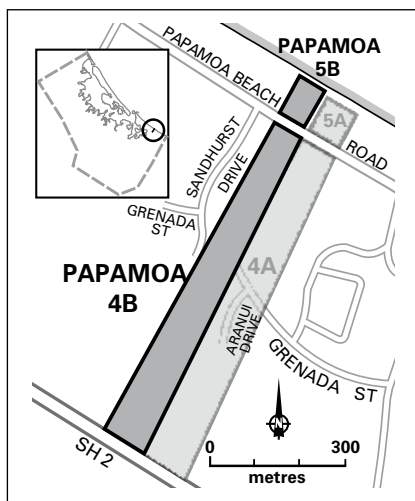 PAPAMOA
5B
PAPAMOA BEACH
ROAD
5A
SANDHURST
DRIVE
GRENADA
ST
PAPAMOA
4B
4A
ARANUI
DRIVE
GRENADA ST
SH 2
0
300
metres